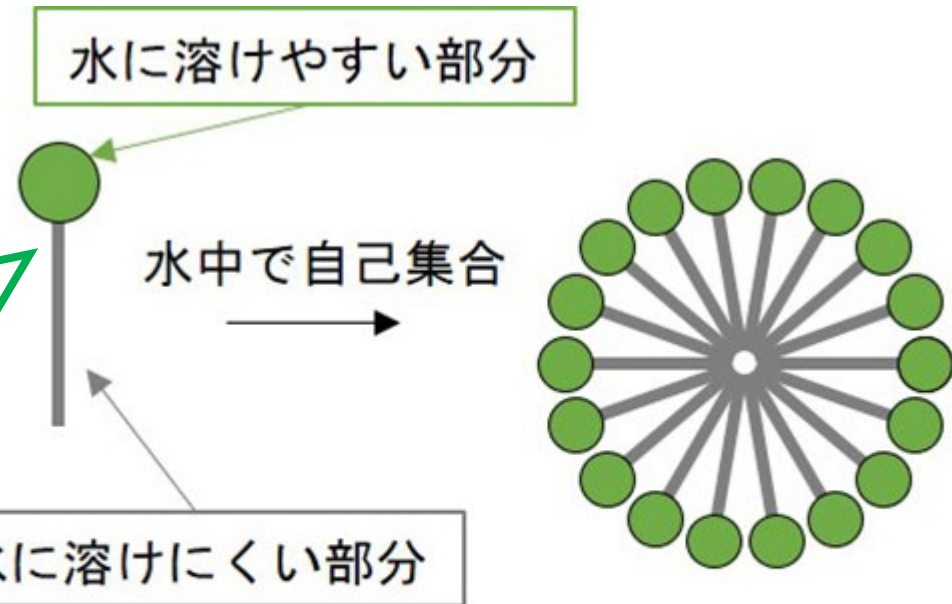 水に溶けやすい部分
水中で自己集合
に溶けにくい部分